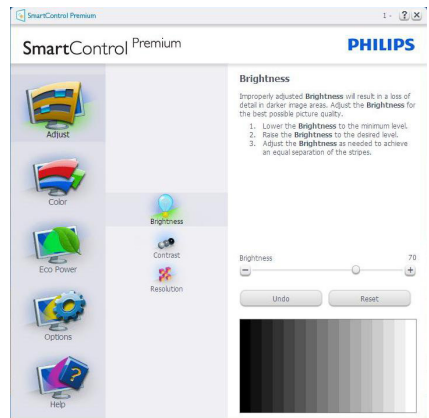 SmartControl Premium
1 -
?
X
SmartControl Premium
PHILIPS
Adjust
Color
Eco Power
Options
Help
Brightness
Contrast
Resolution
Brightness
Improperly adjusted Brightness will result in a loss of
detail in darker image areas. Adjust the Brightness for
the best possible picture quality.
1. Lower the Brightness to the minimum level.
2. Raise the Brightness to the desired level.
3. Adjust the Brightness as needed to achieve
an equal separation of the stripes.
Brightness 70
Undo Reset